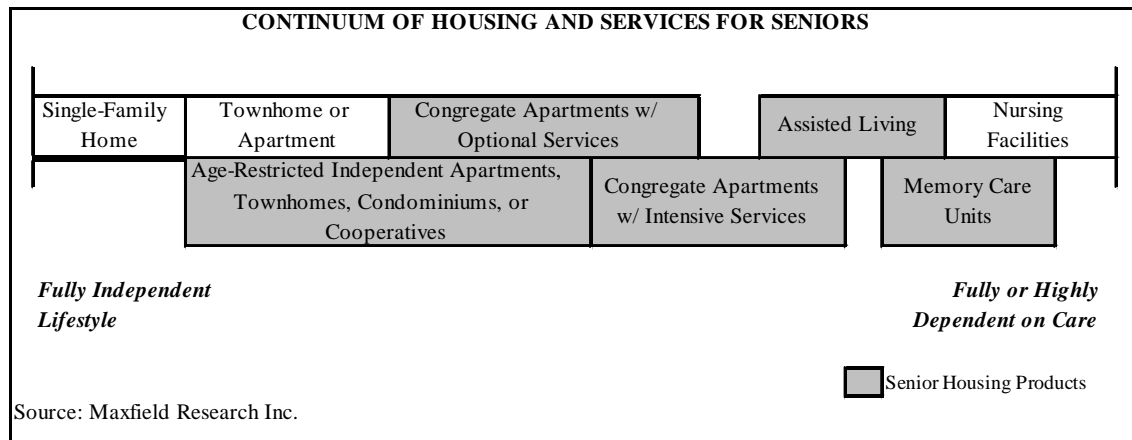 CONTINUUM OF HOUSING AND SERVICES FOR SENIORS
Single-Family
Home
Townhome or
Apartment
Congregate Apartments w/
Optional Services
Assisted Living
Nursing
Facilities
Age-Restricted Independent Apartments,
Townhomes, Condominiums, or
Cooperatives
Congregate Apartments
w/ Intensive Services
Memory Care
Units
Fully Independent
Lifestyle
Fully or Highly
Dependent on Care
Senior Housing Products
Source: Maxfield Research Inc.